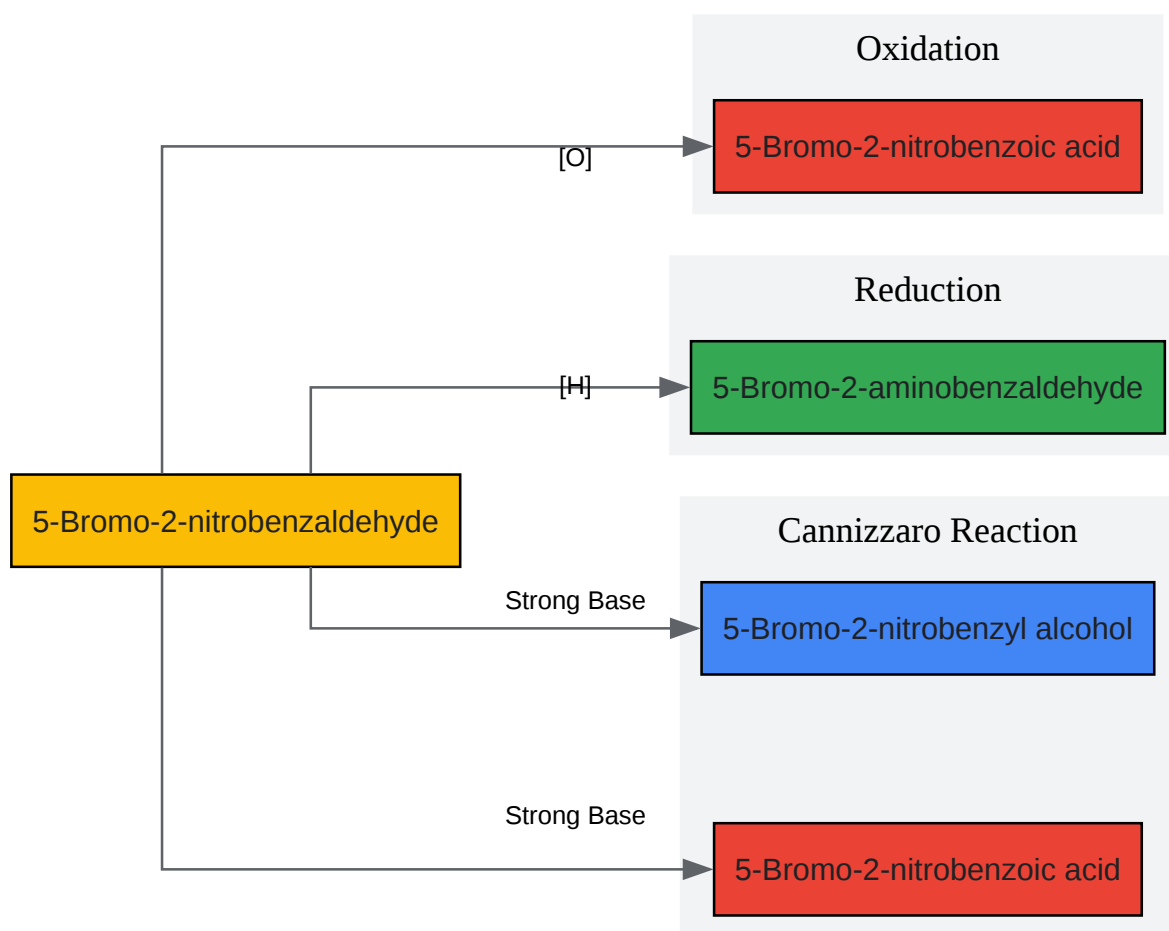 Oxidation
5-Bromo-2-nitrobenzoic acid
[O]
Reduction
5-Bromo-2-aminobenzaldehyde
[H]
5-Bromo-2-nitrobenzaldehyde
Cannizzaro Reaction
Strong Base
5-Bromo-2-nitrobenzyl alcohol
Strong Base
5-Bromo-2-nitrobenzoic acid